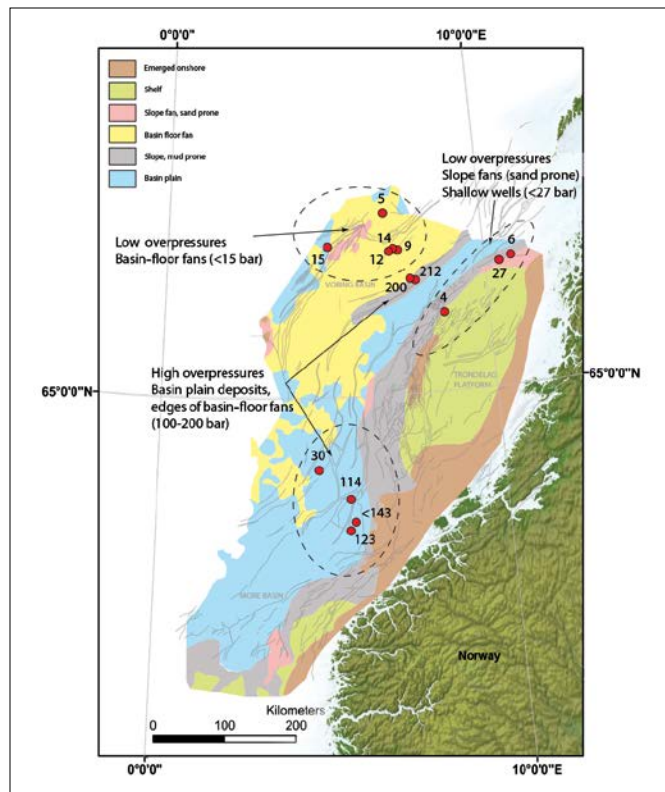 0°0'0"
10°0'0"E
Emerged onshore
Shelf
Slope fan, sand prone
Basin floor fan
Slope, mud prone
Basin plain
Low overpressures
Slope fans (sand prone)
Shallow wells (<27 bar)
5
Low overpressures
Basin-floor fans (<15 bar)
14
9
12
15
6
27
VORING BASIN
212
200
4
High overpressures
Basin plain deposits,
edges of basin-floor fans
(100-200 bar)
TRONDELAG
PLATFORM
65°0'0"N
65°0'0"N
30
114
<143
123
MORE BASIN
Norway
Kilometers
0 100 200
0°0'0"
10°0'0"E